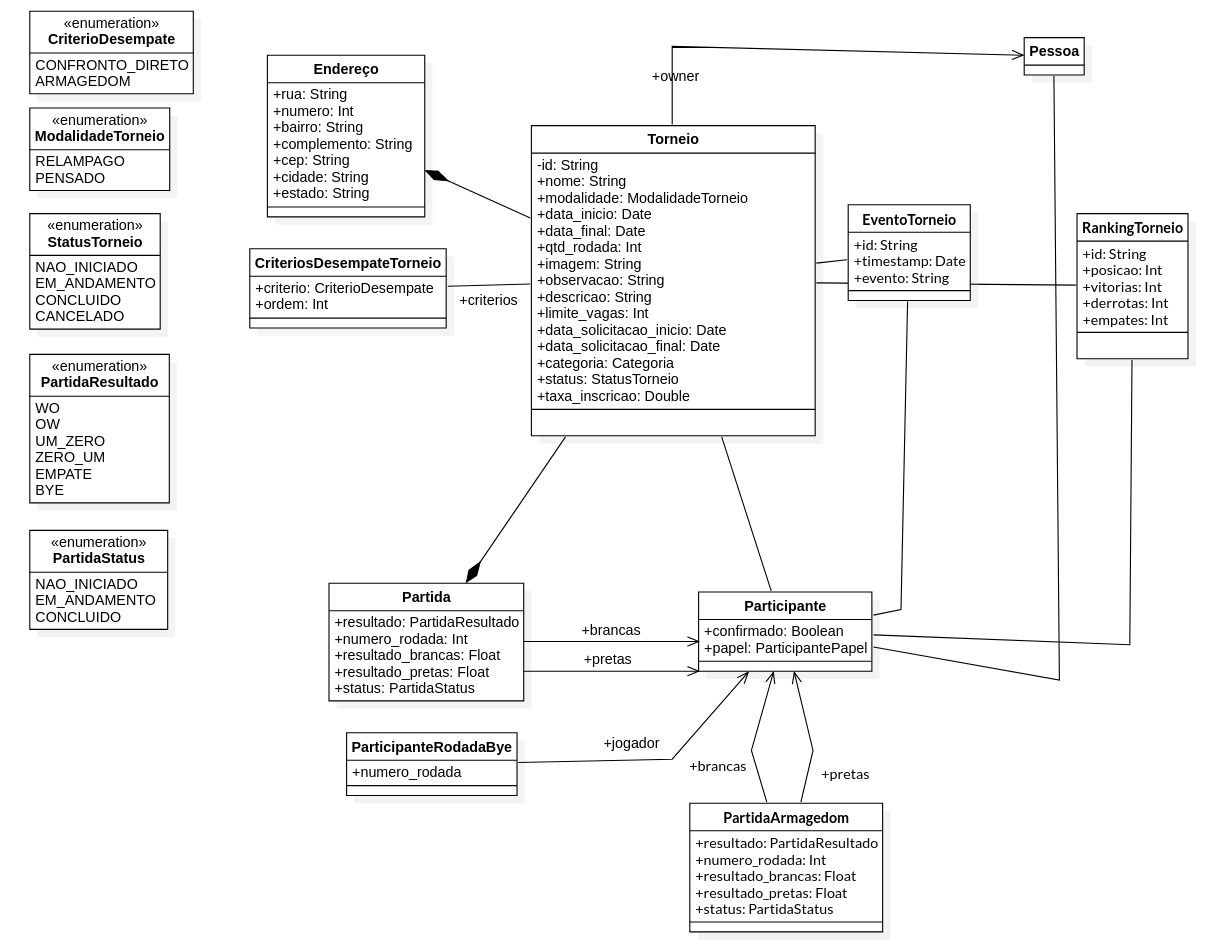 «enumeration»
CriterioDesempate
CONFRONTO_DIRETO
ARMAGEDOM
«enumeration»
ModalidadeTorneio
RELAMPAGO
PENSADO
«enumeration»
StatusTorneio
NAO_INICIADO
EM_ANDAMENTO
CONCLUIDO
CANCELADO
«enumeration»
PartidaResultado
WO
OW
UM_ZERO
ZERO_UM
EMPATE
BYE
«enumeration»
PartidaStatus
NAO_INICIADO
EM_ANDAMENTO
CONCLUIDO
Endereço
+rua: String
+numero: Int
+bairro: String
+complemento: String
+cep: String
+cidade: String
+estado: String
CriteriosDesempateTorneio
+criterio: CriterioDesempate
+ordem: Int
+criterios
+owner
Torneio
-id: String
+nome: String
+modalidade: ModalidadeTorneio
+data_inicio: Date
+data_final: Date
+qtd_rodada: Int
+imagem: String
+observacao: String
+descricao: String
+limite_vagas: Int
+data_solicitacao_inicio: Date
+data_solicitacao_final: Date
+categoria: Categoria
+status: StatusTorneio
+taxa_inscricao: Double
Pessoa
EventoTorneio
+id: String
+timestamp: Date
+evento: String
RankingTorneio
+id: String
+posicao: Int
+vitorias: Int
+derrotas: Int
+empates: Int
Partida
+resultado: PartidaResultado
+numero_rodada: Int
+resultado_brancas: Float
+resultado_pretas: Float
+status: PartidaStatus
+brancas
+pretas
Participante
+confirmado: Boolean
+papel: ParticipantePapel
ParticipanteRodadaBye
+numero_rodada
+jogador
+brancas
+pretas
PartidaArmagedom
+resultado: PartidaResultado
+numero_rodada: Int
+resultado_brancas: Float
+resultado_pretas: Float
+status: PartidaStatus